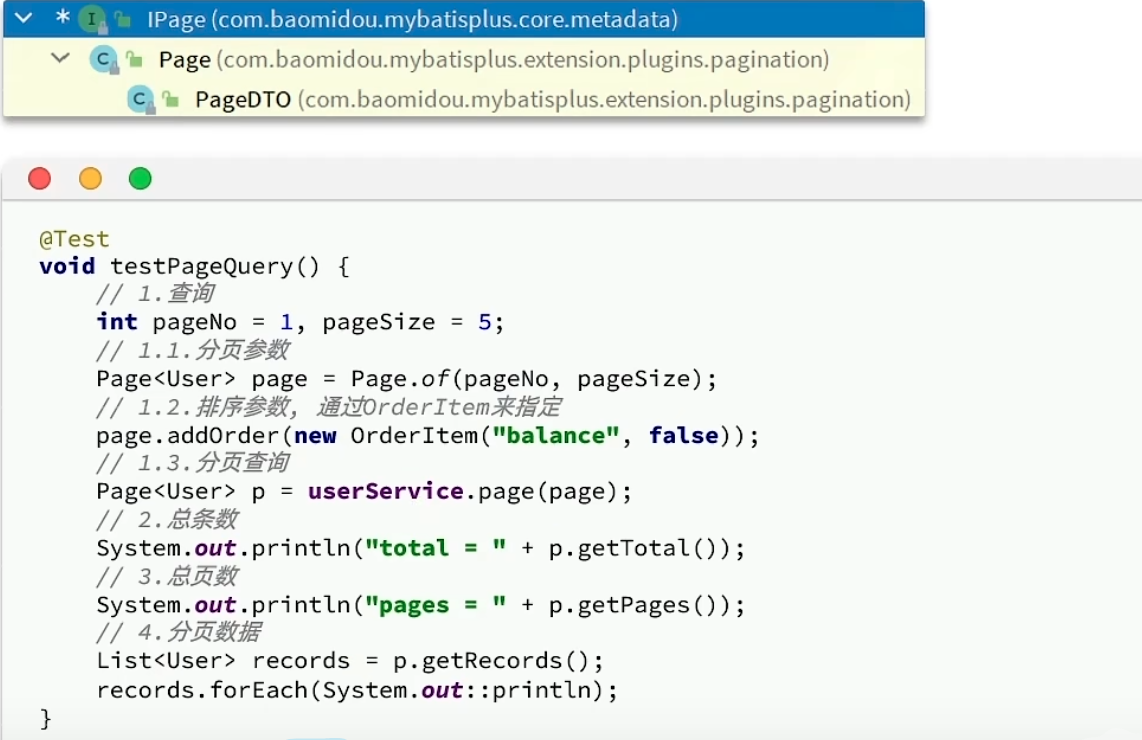 * I IPage (com.baomidou.mybatisplus.core.metadata)
C Page (com.baomidou.mybatisplus.extension.plugins.pagination)
C PageDTO (com.baomidou.mybatisplus.extension.plugins.pagination)
@Test
void testPageQuery() {
    // 1.查询
    int pageNo = 1, pageSize = 5;
    // 1.1.分页参数
    Page<User> page = Page.of(pageNo, pageSize);
    // 1.2.排序参数, 通过OrderItem来指定
    page.addOrder(new OrderItem("balance", false));
    // 1.3.分页查询
    Page<User> p = userService.page(page);
    // 2.总条数
    System.out.println("total = " + p.getTotal());
    // 3.总页数
    System.out.println("pages = " + p.getPages());
    // 4.分页数据
    List<User> records = p.getRecords();
    records.forEach(System.out::println);
}